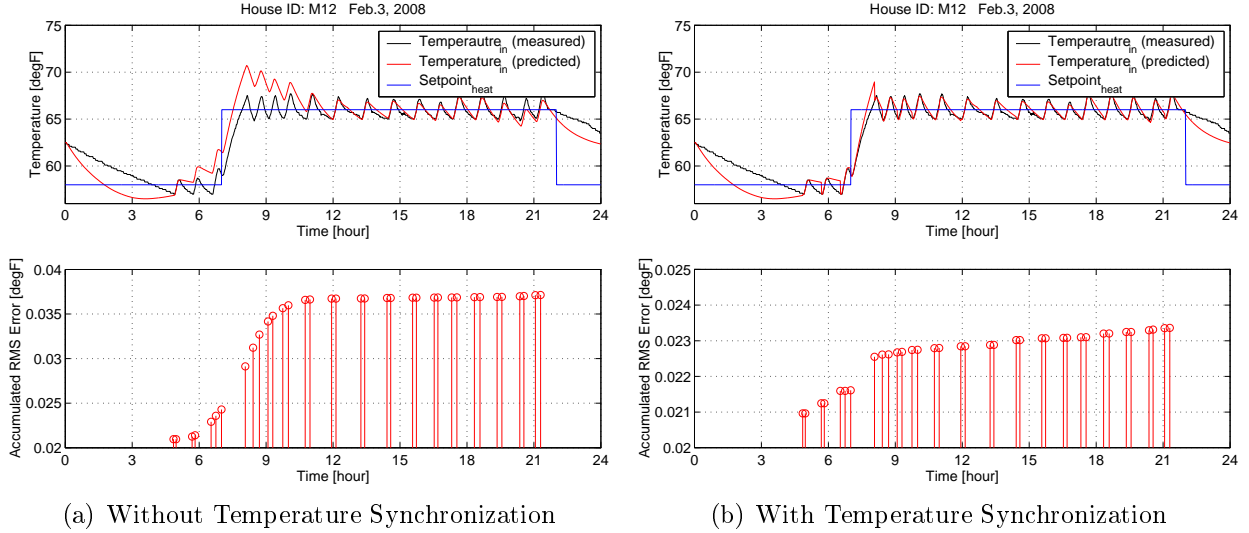 House ID: M12 Feb.3, 2008
75
70
65
60
Temperature [degF]
Temperautre_in (measured)
Temperature_in (predicted)
Setpoint_heat
0 3 6 9 12 15 18 21 24
Time [hour]
0.04
0.035
0.03
0.025
0.02
Accumulated RMS Error [degF]
0 3 6 9 12 15 18 21 24
Time [hour]
(a) Without Temperature Synchronization
House ID: M12 Feb.3, 2008
75
70
65
60
Temperature [degF]
Temperautre_in (measured)
Temperature_in (predicted)
Setpoint_heat
0 3 6 9 12 15 18 21 24
Time [hour]
0.025
0.024
0.023
0.022
0.021
0.02
Accumulated RMS Error [degF]
0 3 6 9 12 15 18 21 24
Time [hour]
(b) With Temperature Synchronization